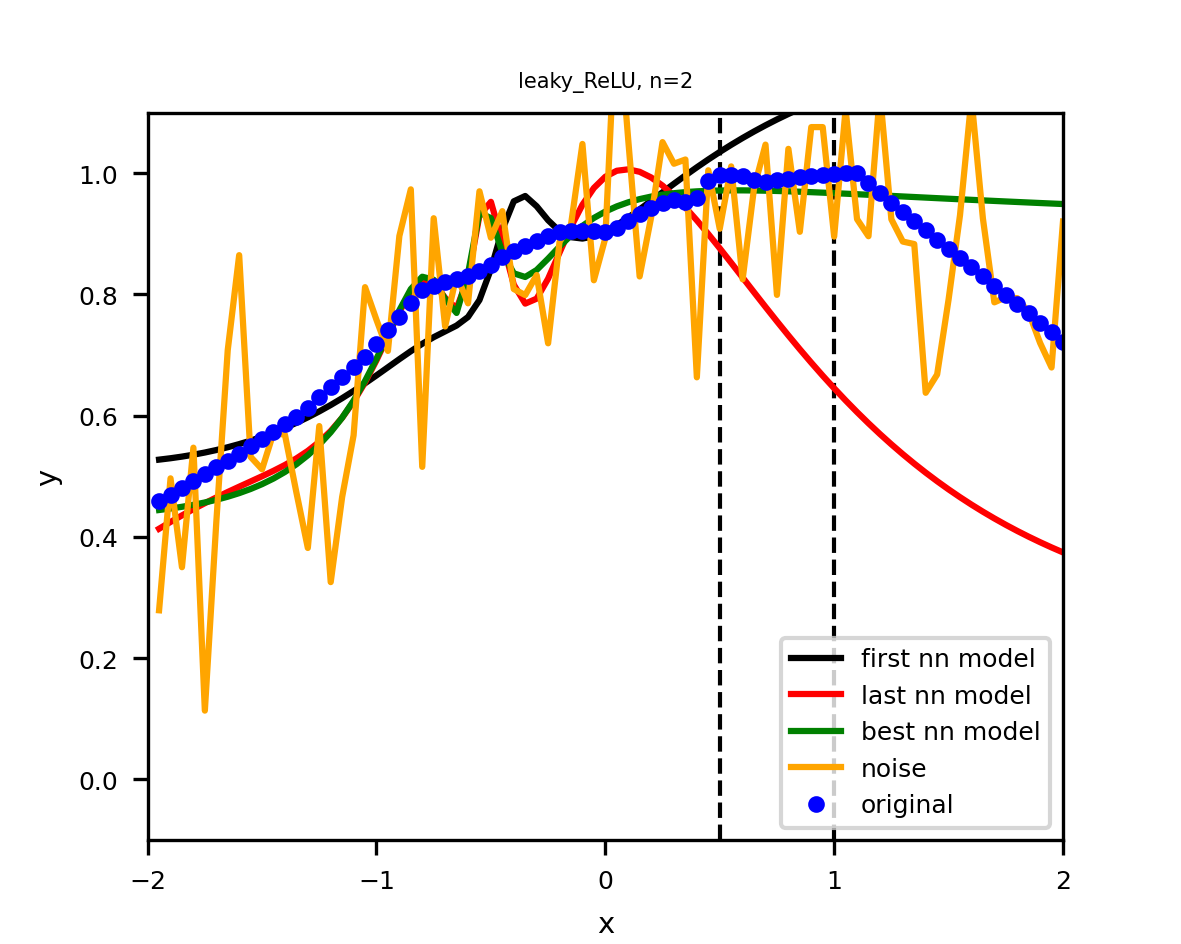 leaky_ReLU, n=2
y
1.0
0.8
0.6
0.4
0.2
0.0
−2
−1
0
1
2
x
first nn model
last nn model
best nn model
noise
original